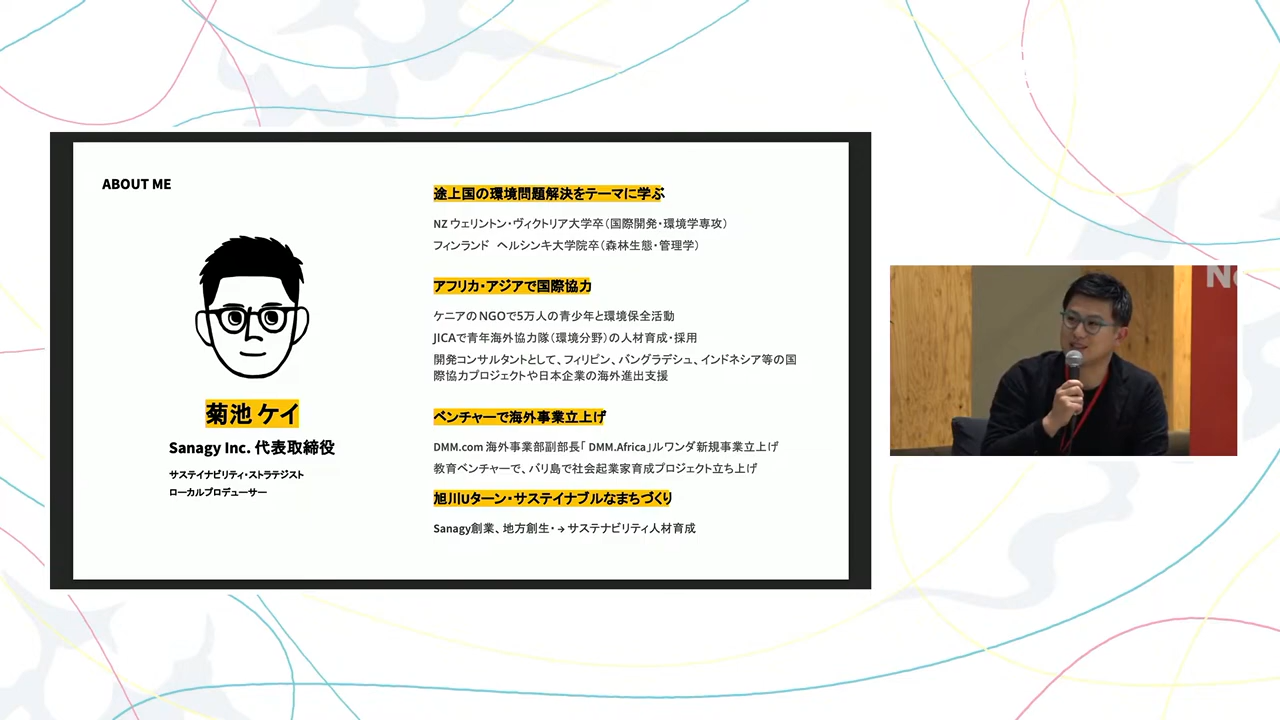 ABOUT ME
菊池 ケイ
Sanagy Inc. 代表取締役
サステイナビリティ・ストラテジスト
ローカルプロデューサー
途上国の環境問題解決をテーマに学ぶ
NZ ウェリントン・ヴィクトリア大学卒（国際開発・環境学専攻）
フィンランド　ヘルシンキ大学院卒（森林生態・管理学）
アフリカ・アジアで国際協力
ケニアのNGOで5万人の青少年と環境保全活動
JICAで青年海外協力隊（環境分野）の人材育成・採用
開発コンサルタントとして、フィリピン、バングラデシュ、インドネシア等の国
際協力プロジェクトや日本企業の海外進出支援
ベンチャーで海外事業立上げ
DMM.com 海外事業部副部長「 DMM.Africa」ルワンダ新規事業立上げ
教育ベンチャーで、バリ島で社会起業家育成プロジェクト立ち上げ
旭川Uターン・サステイナブルなまちづくり
Sanagy創業、地方創生・→ サステナビリティ人材育成